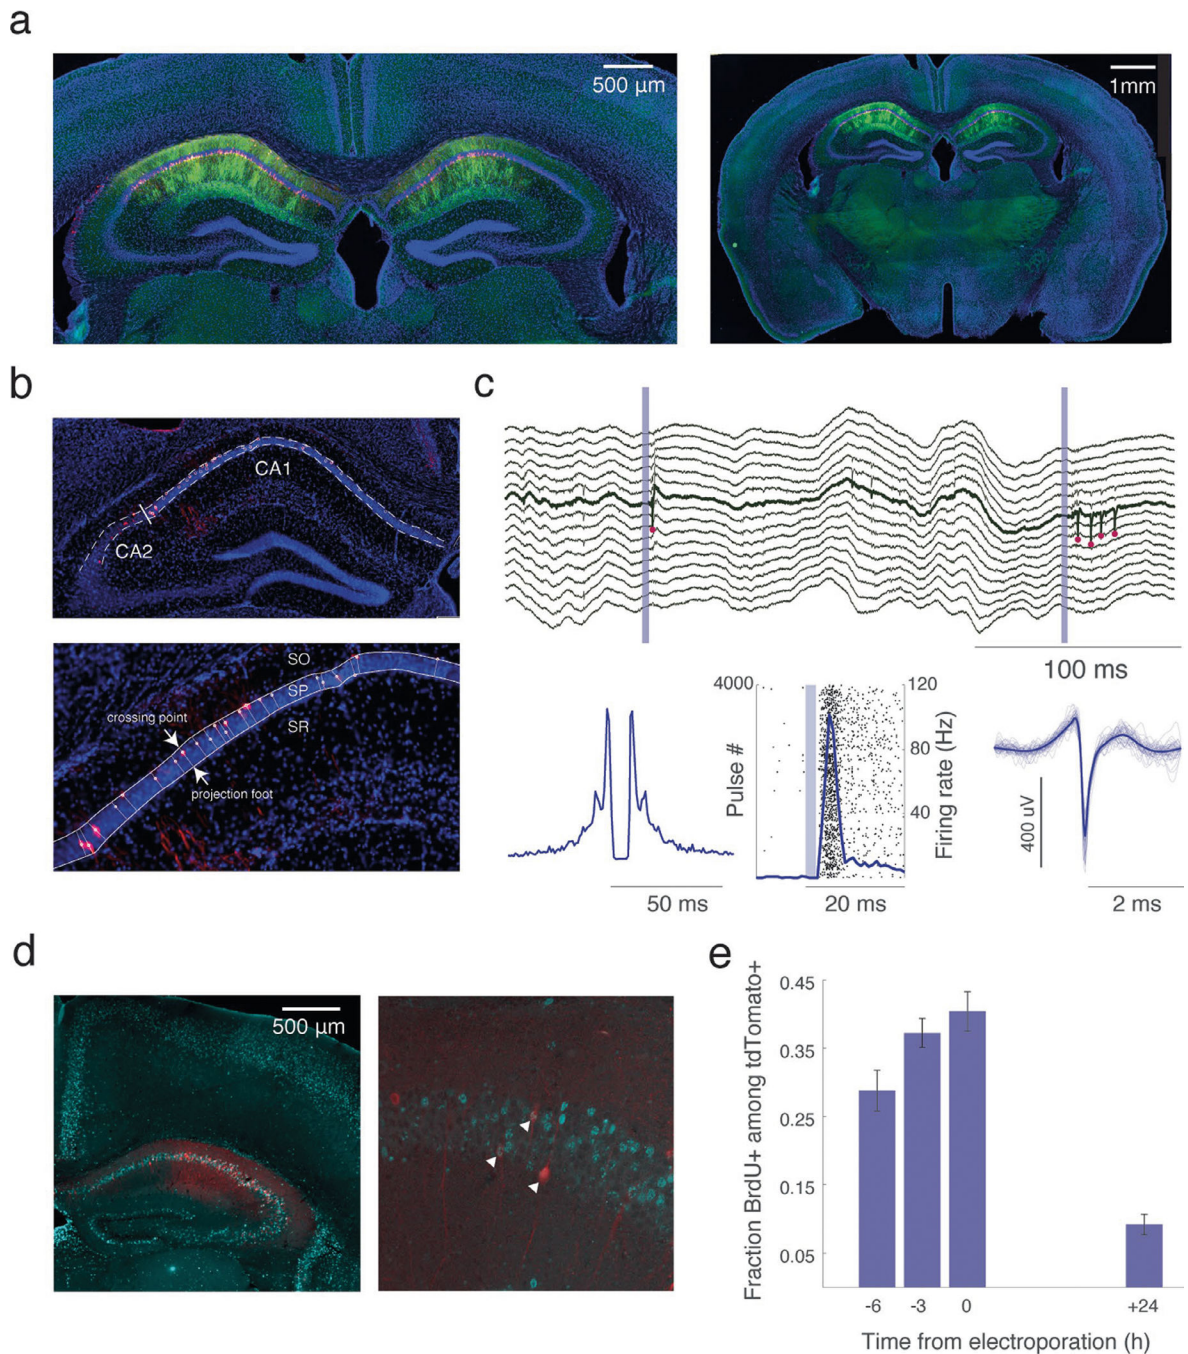 a
500 µm
1mm
b
CA1
CA2
SO
SP
SR
crossing point
projection foot
c
100 ms
4000
120
80
40
Pulse #
Firing rate (Hz)
400 uV
50 ms
20 ms
2 ms
d
500 µm
e
Fraction BrdU+ among tdTomato+
0.45
0.35
0.25
0.15
0.05
-6 -3 0 +24
Time from electroporation (h)